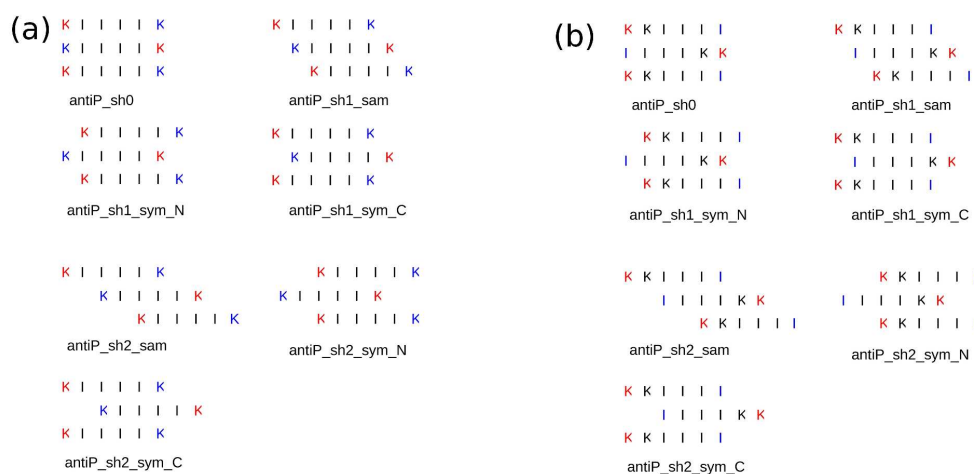 (a)
K I I I I K
K I I I I K
K I I I I K
antiP_sh0
K I I I I K
K I I I I K
K I I I I K
antiP_sh1_sam
K I I I I K
K I I I I K
K I I I I K
antiP_sh1_sym_N
K I I I I K
K I I I I K
K I I I I K
antiP_sh1_sym_C
K I I I I K
K I I I I K
K I I I I K
antiP_sh2_sam
K I I I I K
K I I I I K
K I I I I K
antiP_sh2_sym_N
K I I I I K
K I I I I K
K I I I I K
antiP_sh2_sym_C
(b)
K K I I I I
I I I I K K
K K I I I I
antiP_sh0
K K I I I I
I I I I K K
K K I I I I
antiP_sh1_sam
K K I I I I
I I I I K K
K K I I I I
antiP_sh1_sym_N
K K I I I I
I I I I K K
K K I I I I
antiP_sh1_sym_C
K K I I I I
I I I I K K
K K I I I I
antiP_sh2_sam
K K I I I
I I I I K K
K K I I I
antiP_sh2_sym_N
K K I I I I
I I I I K K
K K I I I I
antiP_sh2_sym_C